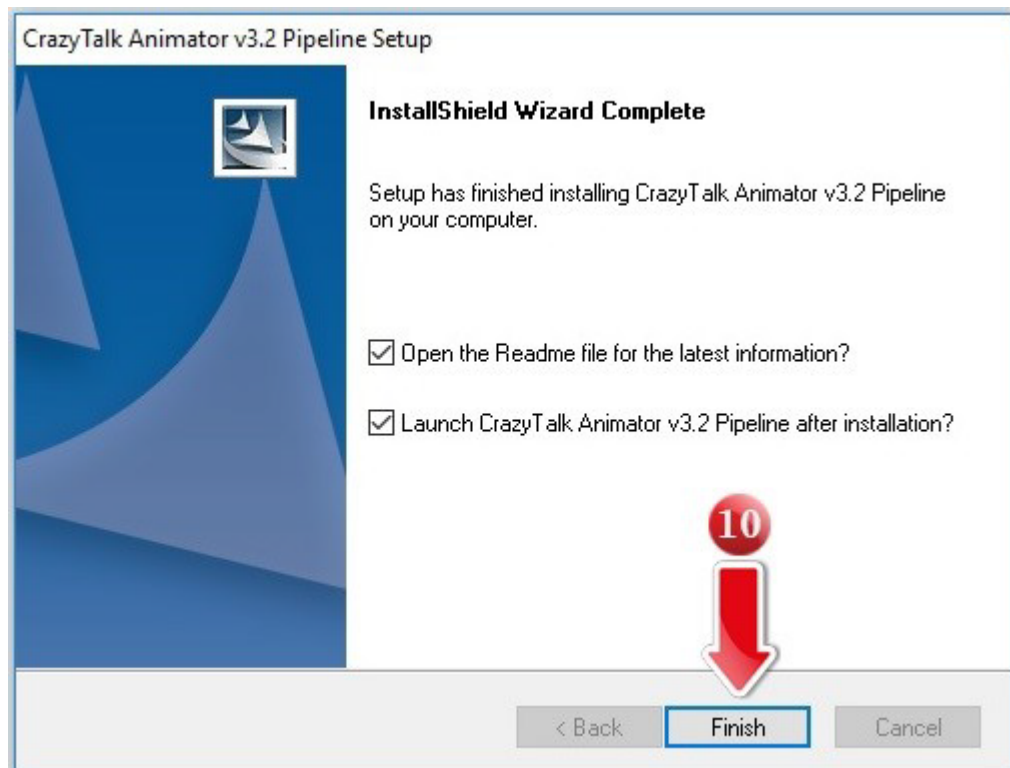 CrazyTalk Animator v3.2 Pipeline Setup
InstallShield Wizard Complete
Setup has finished installing CrazyTalk Animator v3.2 Pipeline
on your computer.
Open the Readme file for the latest information?
Launch CrazyTalk Animator v3.2 Pipeline after installation?
10
< Back
Finish
Cancel